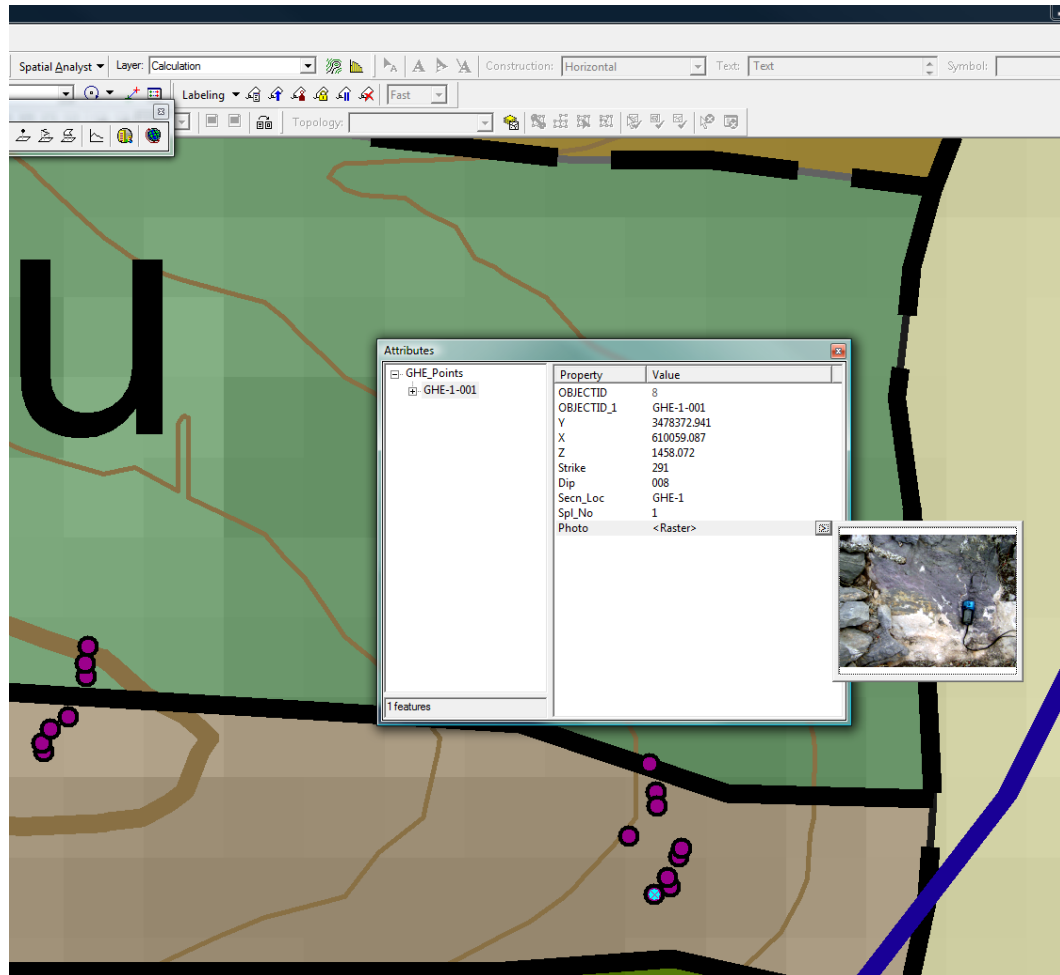 Spatial Analyst Layer: Calculation Construction: Horizontal Text: Text Symbol:
Labeling Fast
Topology:
u
Attributes
GHE_Points
GHE-1-001
Property Value
OBJECTID 8
OBJECTID_1 GHE-1-001
Y 3478372.941
X 610059.087
Z 1458.072
Strike 291
Dip 008
Secn_Loc GHE-1
Spl_No 1
Photo <Raster>
1 features